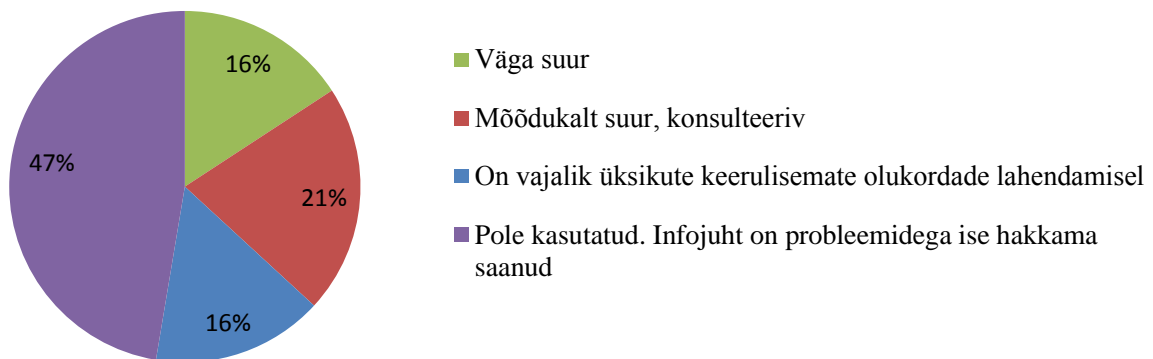 16%
21%
16%
47%
Väga suur
Mõõdukalt suur, konsulteeriv
On vajalik üksikute keerulisemate olukordade lahendamisel
Pole kasutatud. Infojuht on probleemidega ise hakkama
saanud